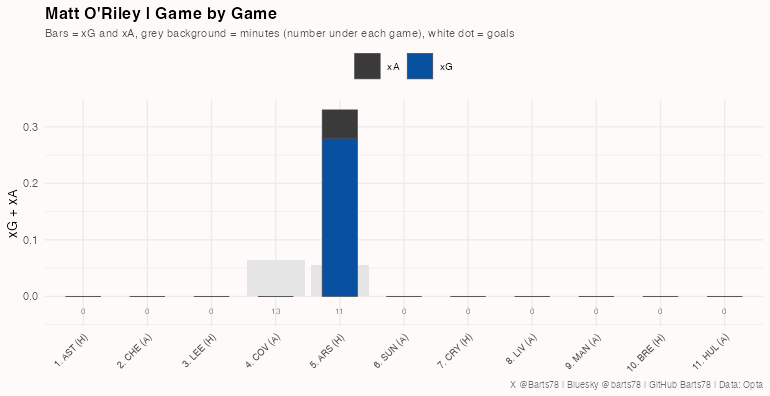 Matt O'Riley | Game by Game
Bars = xG and xA, grey background = minutes (number under each game), white dot = goals
xA xG
xG + xA
0.3
0.2
0.1
0.0
0 0 0 13 11 0 0 0 0 0 0
1. AST (H) 2. CHE (A) 3. LEE (H) 4. COV (A) 5. ARS (H) 6. SUN (A) 7. CRY (H) 8. LIV (A) 9. MAN (A) 10. BRE (H) 11. HUL (A)
X @Barts78 | Bluesky @barts78 | GitHub Barts78 | Data: Opta